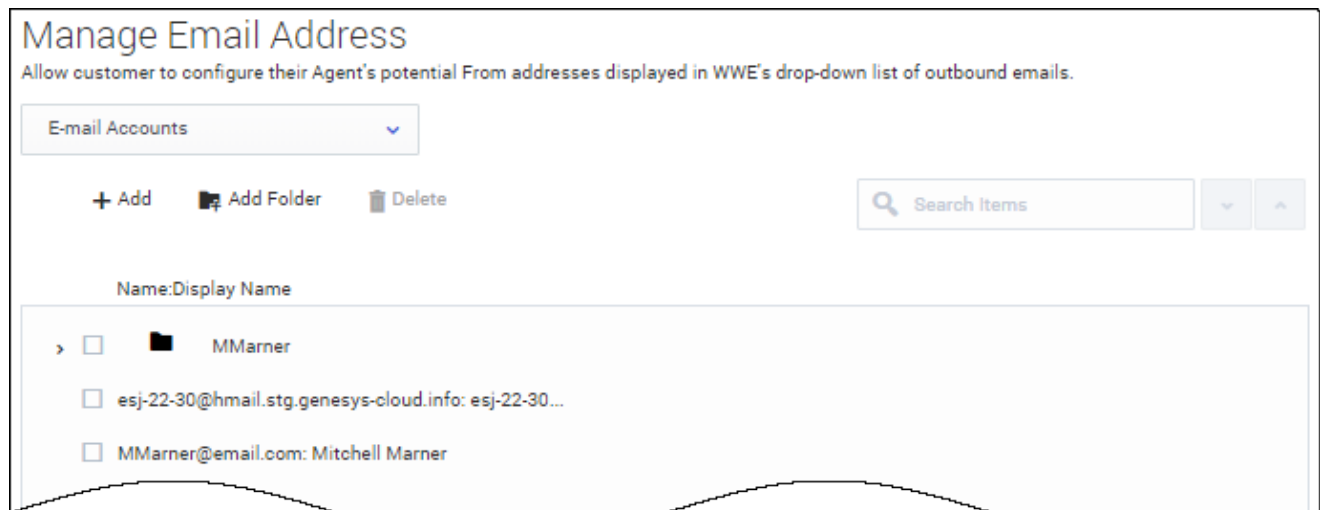 Manage Email Address
Allow customer to configure their Agent's potential From addresses displayed in WWE's drop-down list of outbound emails.
E-mail Accounts
+ Add Add Folder Delete Search Items
Name:Display Name
MMarner
esj-22-30@hmail.stg.genesys-cloud.info: esj-22-30...
MMarner@email.com: Mitchell Marner